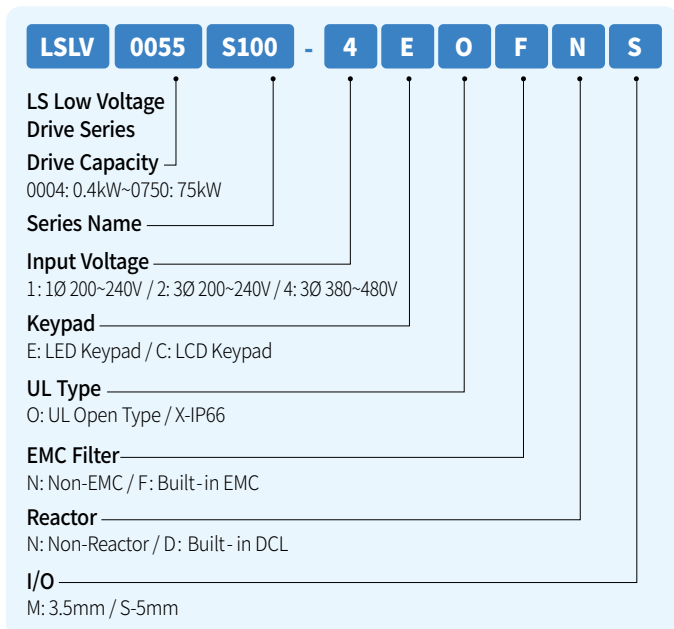 LSLV 0055 S100 - 4 E O F N S
LS Low Voltage
Drive Series
Drive Capacity
0004: 0.4kW~0750: 75kW
Series Name
Input Voltage
1: 1Ø 200~240V / 2: 3Ø 200~240V / 4: 3Ø 380~480V
Keypad
E: LED Keypad / C: LCD Keypad
UL Type
O: UL Open Type / X-IP66
EMC Filter
N: Non-EMC / F: Built-in EMC
Reactor
N: Non-Reactor / D: Built-in DCL
I/O
M: 3.5mm / S-5mm